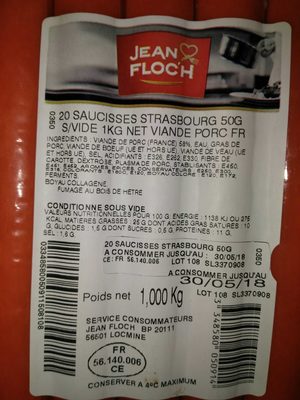 JEAN
FLOC'H
20 SAUCISSES STRASBOURG 50G
S/VIDE 1KG NET VIANDE PORC FR
INGREDIENTS : VIANDE DE PORC (FRANCE) 58%, EAU, GRAS DE
PORC, VIANDE DE BOEUF (UE ET HORS UE), VIANDE DE VEAU (UE
ET HORS UE), SEL, ACIDIFIANTS : E326, E262, E330, FIBRE DE
CAROTTE, DEXTROSE, PLASMA DE PORC, STABILISANTS : E450,
FERMENTS.
BOYAU COLLAGENE.
FUMAGE AU BOIS DE HETRE
CONDITIONNE SOUS VIDE
VALEURS NUTRITIONNELLES POUR 100 G: ENERGIE : 1138 KJ OU 275
KCAL MATIERES GRASSES : 25 G DONT ACIDES GRAS SATURES : 10
G, GLUCIDES : 1,5 G DONT SUCRES : 0,5 G, PROTEINES : 11 G,
SEL : 1,8 G.
0360
20 SAUCISSES STRASBOURG 50G
A CONSOMMER JUSQU'AU : 30/05/18
CE: FR 56.140.006 LOT 108 SL3370908
0360
A CONSOMMER JUSQU'AU
30/05/18
LOT 108 SL3370908
Poids net 1,000 Kg
SERVICE CONSOMMATEURS
JEAN FLOCH BP 20111
56501 LOCMINE
FR
56.140.006
CE
CONSERVER A 4ºC MAXIMUM